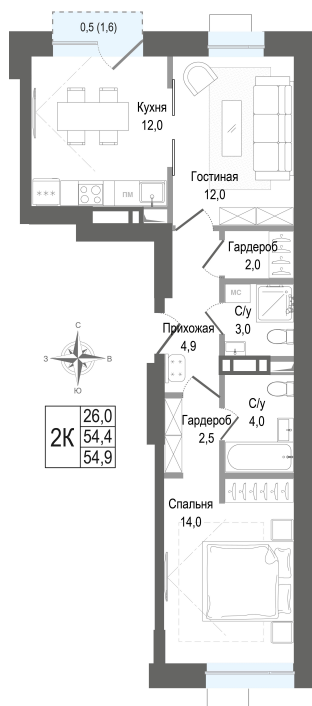 0,5 (1,6)
Кухня
12,0
Гостиная
12,0
ПМ
Гардероб
2,0
МС
С/у
3,0
Прихожая
4,9
С
З
В
Ю
С/у
4,0
Гардероб
2,5
2К
26,0
54,4
54,9
Спальня
14,0